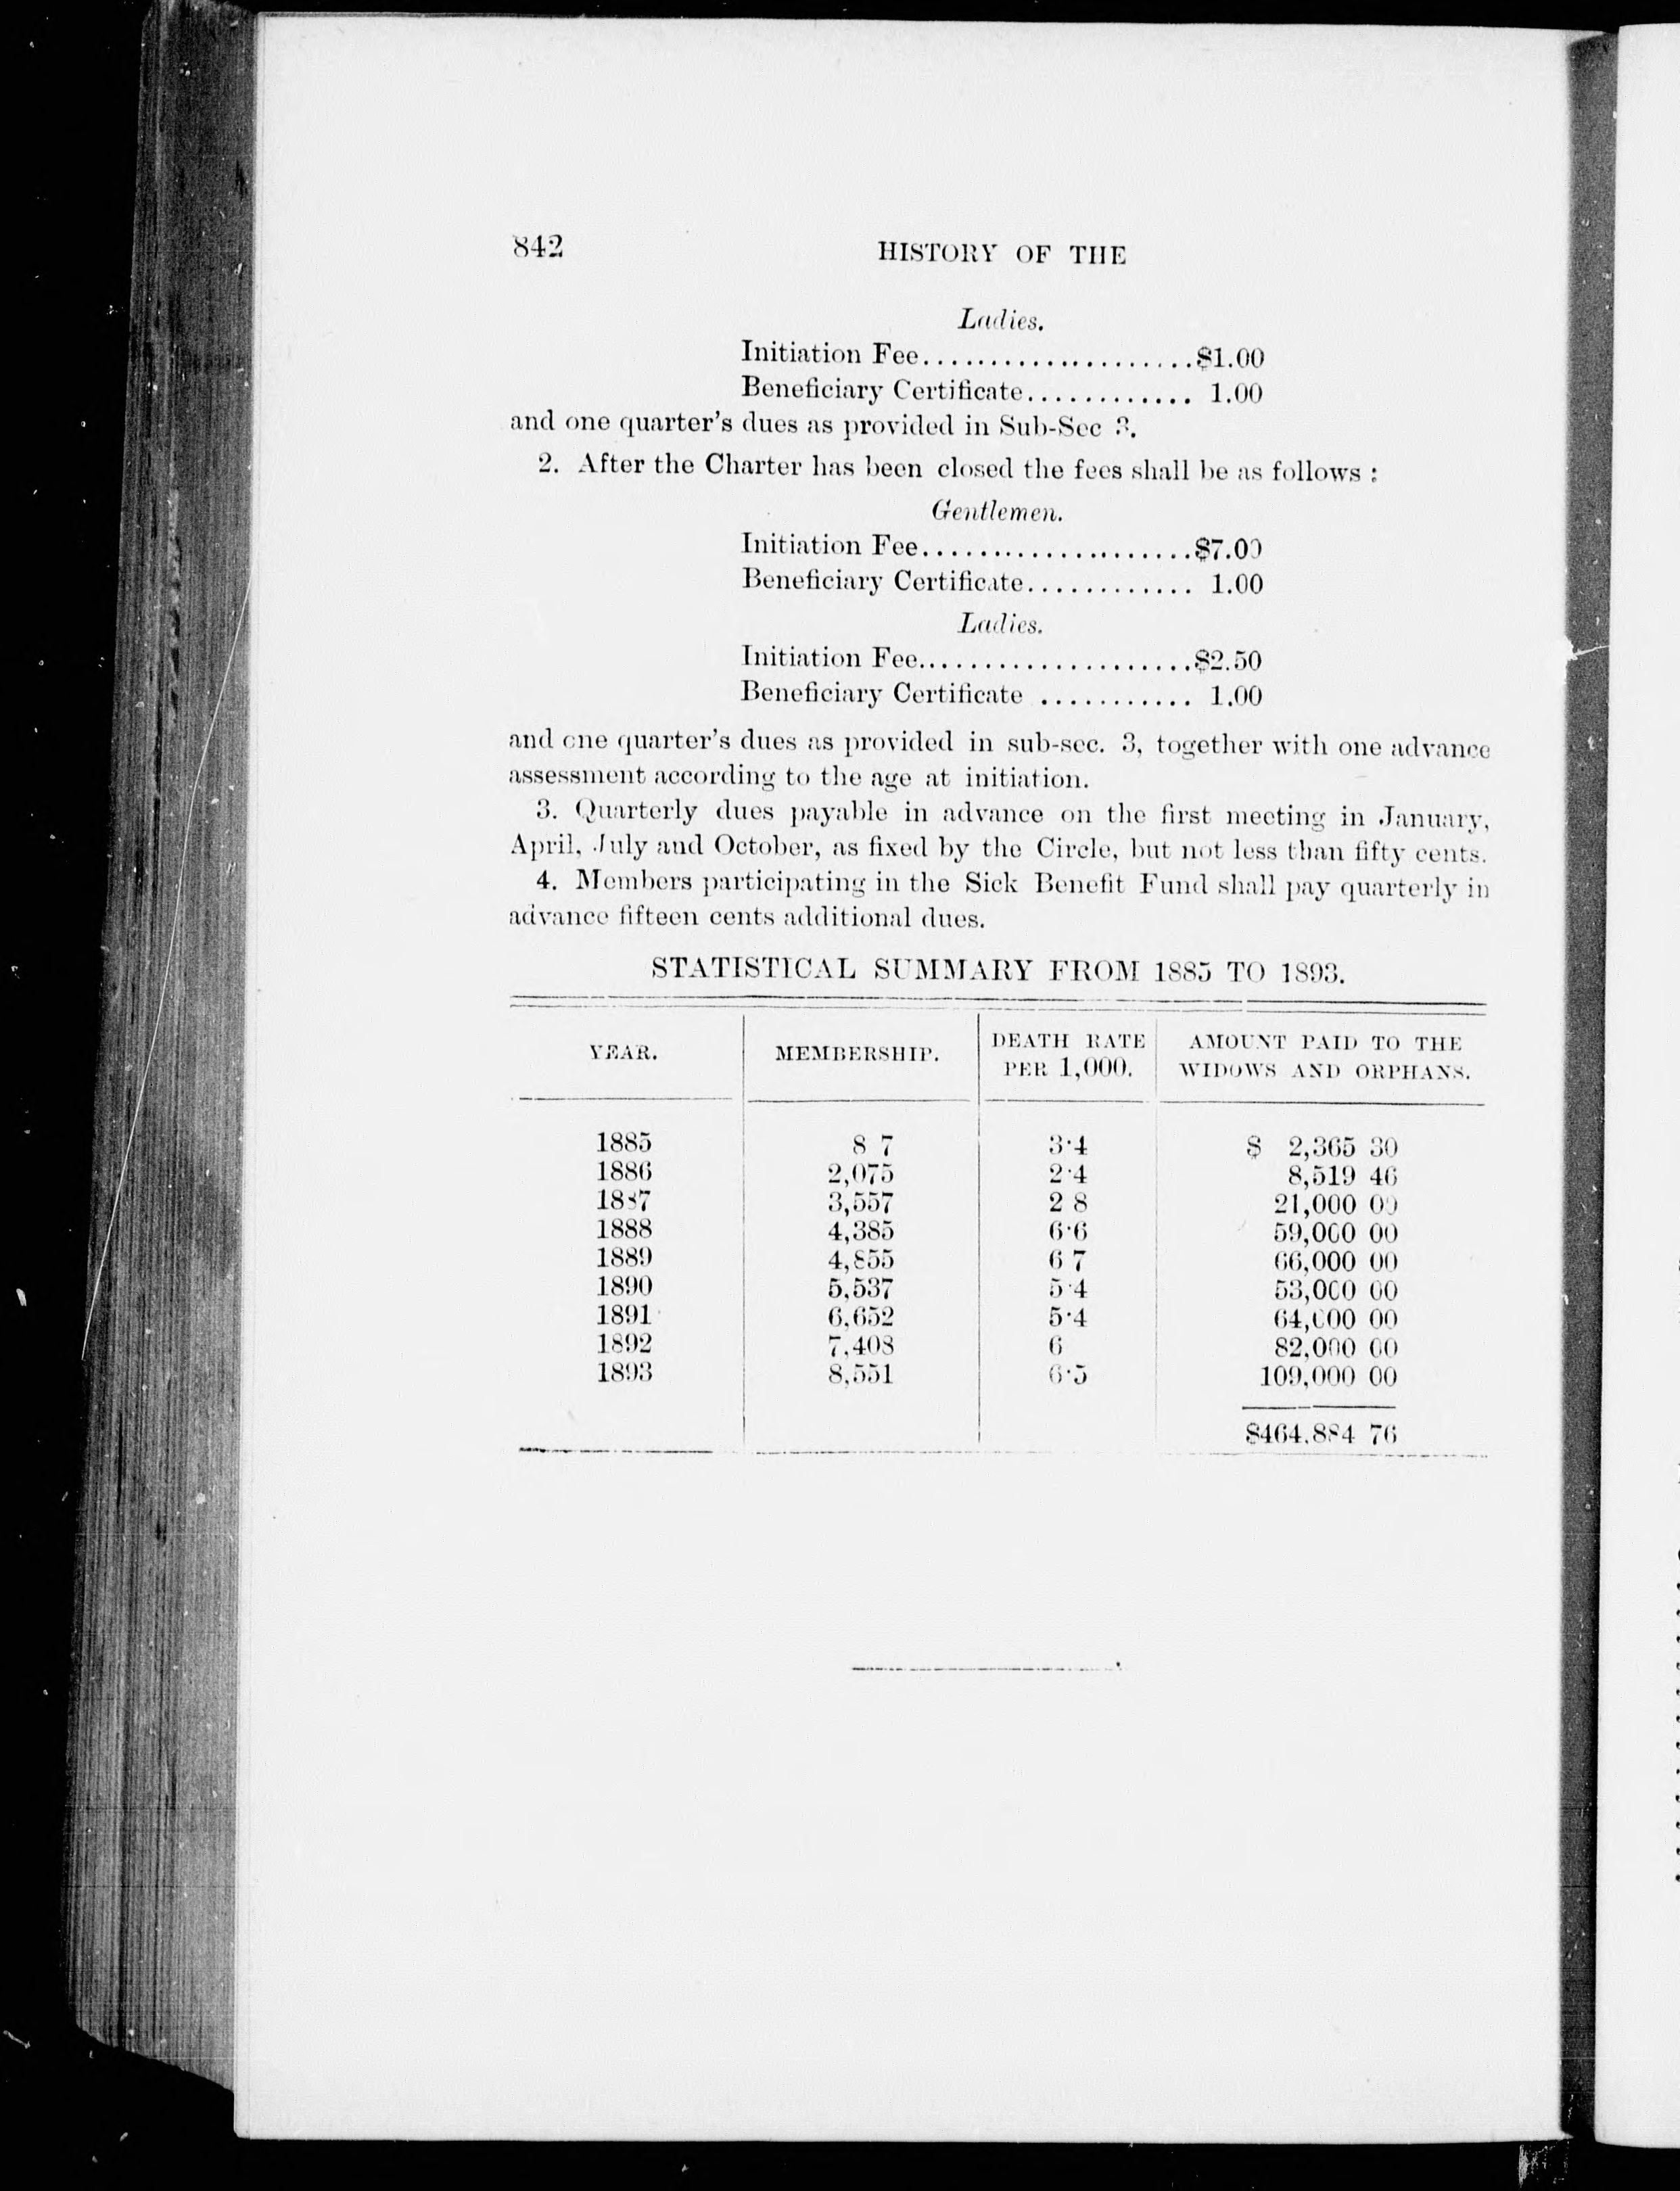 842 HISTORY OF THE
Ladies.
Initiation Fee.....................$1.00
Beneficiary Certificate............ 1.00
and one quarter's dues as provided in Sub-Sec 3.
2. After the Charter has been closed the fees shall be as follows :
Gentlemen.
Initiation Fee.....................$7.00
Beneficiary Certificate............. 1.00
Ladies.
Initiation Fee.....................$2.50
Beneficiary Certificate ........... 1.00
and one quarter's dues as provided in sub-sec. 3, together with one advance
assessment according to the age at initiation.
3. Quarterly dues payable in advance on the first meeting in January,
April, July and October, as fixed by the Circle, but not less than fifty cents.
4. Members participating in the Sick Benefit Fund shall pay quarterly in
advance fifteen cents additional dues.
STATISTICAL SUMMARY FROM 1885 TO 1893.
YEAR. MEMBERSHIP. DEATH RATE PER 1,000. AMOUNT PAID TO THE WIDOWS AND ORPHANS.
1885 8 7 3·4 $ 2,365 30
1886 2,075 2·4 8,519 46
1887 3,557 2 8 21,000 00
1888 4,385 6·6 59,000 00
1889 4,855 6 7 66,000 00
1890 5,537 5·4 53,000 00
1891 6,652 5·4 64,000 00
1892 7,408 6 82,000 00
1893 8,551 6·5 109,000 00
$464,884 76